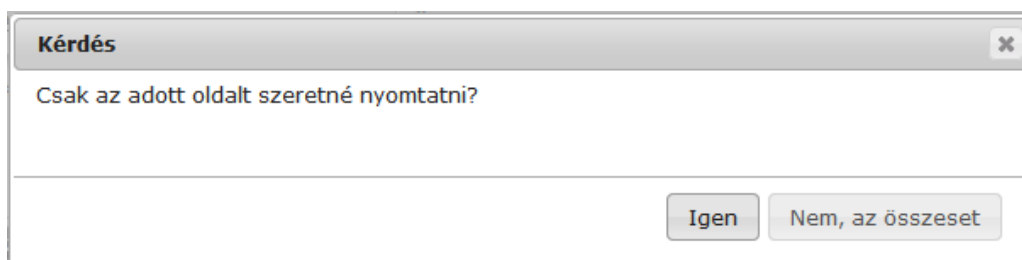 Kérdés
Csak az adott oldalt szeretné nyomtatni?
Igen
Nem, az összeset